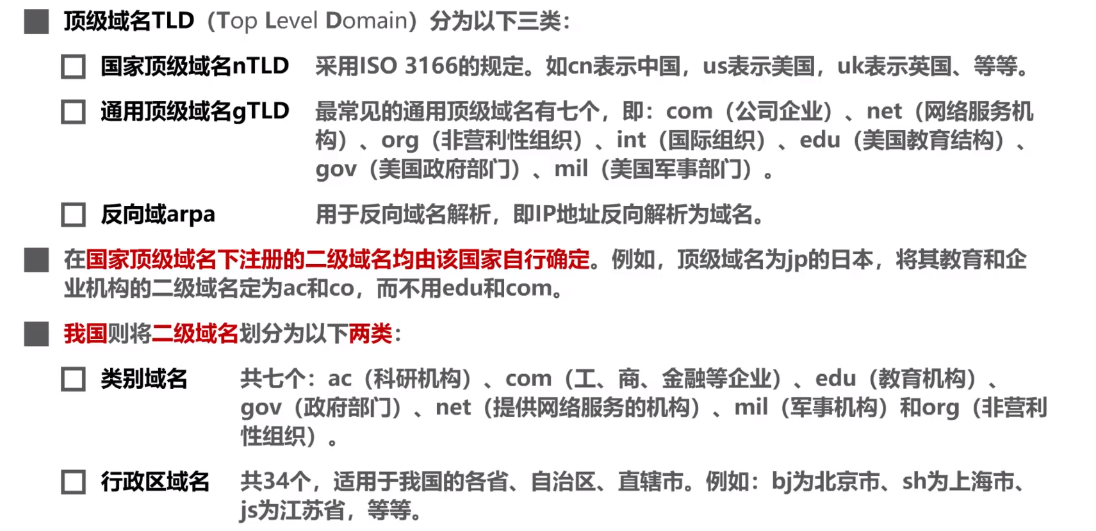 顶级域名TLD（Top Level Domain）分为以下三类：
国家顶级域名nTLD 采用ISO 3166的规定。如cn表示中国，us表示美国，uk表示英国、等等。
通用顶级域名gTLD 最常见的通用顶级域名有七个，即：com（公司企业）、net（网络服务机
构）、org（非营利性组织）、int（国际组织）、edu（美国教育结构）、
gov（美国政府部门）、mil（美国军事部门）。
反向域arpa 用于反向域名解析，即IP地址反向解析为域名。
在国家顶级域名下注册的二级域名均由该国家自行确定。例如，顶级域名为jp的日本，将其教育和企
业机构的二级域名定为ac和co，而不用edu和com。
我国则将二级域名划分为以下两类：
类别域名 共七个：ac（科研机构）、com（工、商、金融等企业）、edu（教育机构）、
gov（政府部门）、net（提供网络服务的机构）、mil（军事机构）和org（非营利
性组织）。
行政区域名 共34个，适用于我国的各省、自治区、直辖市。例如：bj为北京市、sh为上海市、
js为江苏省，等等。